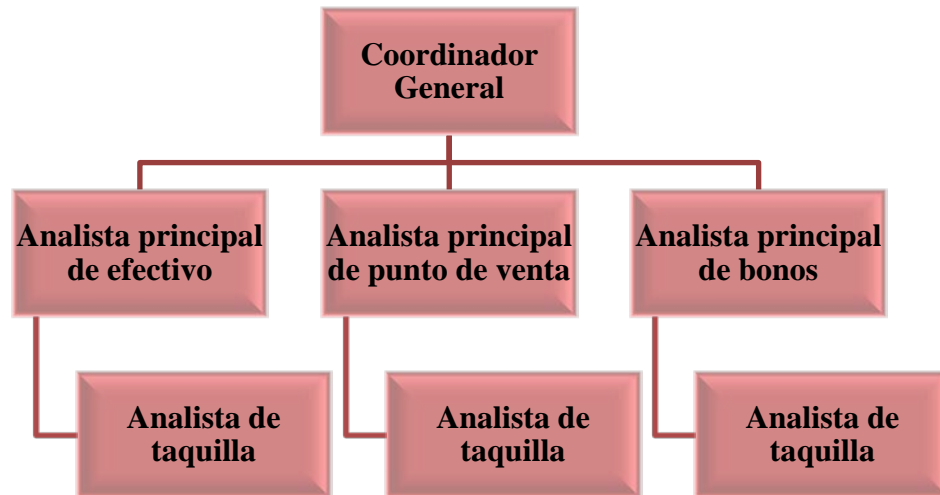 Coordinador
General
Analista principal
de efectivo
Analista principal
de punto de venta
Analista principal
de bonos
Analista de
taquilla
Analista de
taquilla
Analista de
taquilla